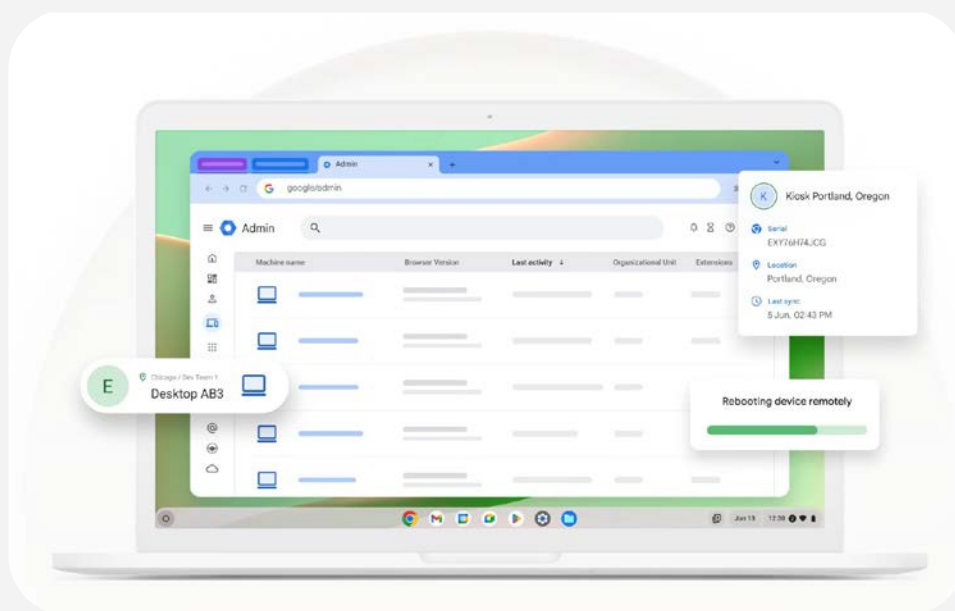 Admin
google/admin
Admin
Machine name
Browser Version
Last activity
Organizational Unit
Extensions
K
Kiosk Portland, Oregon
Serial
EXY76H74JCG
Location
Portland, Oregon
Last sync
5 Jun, 02:43 PM
E
Chicago / Dev Team 1
Desktop AB3
Rebooting device remotely
Jun 13
12:30